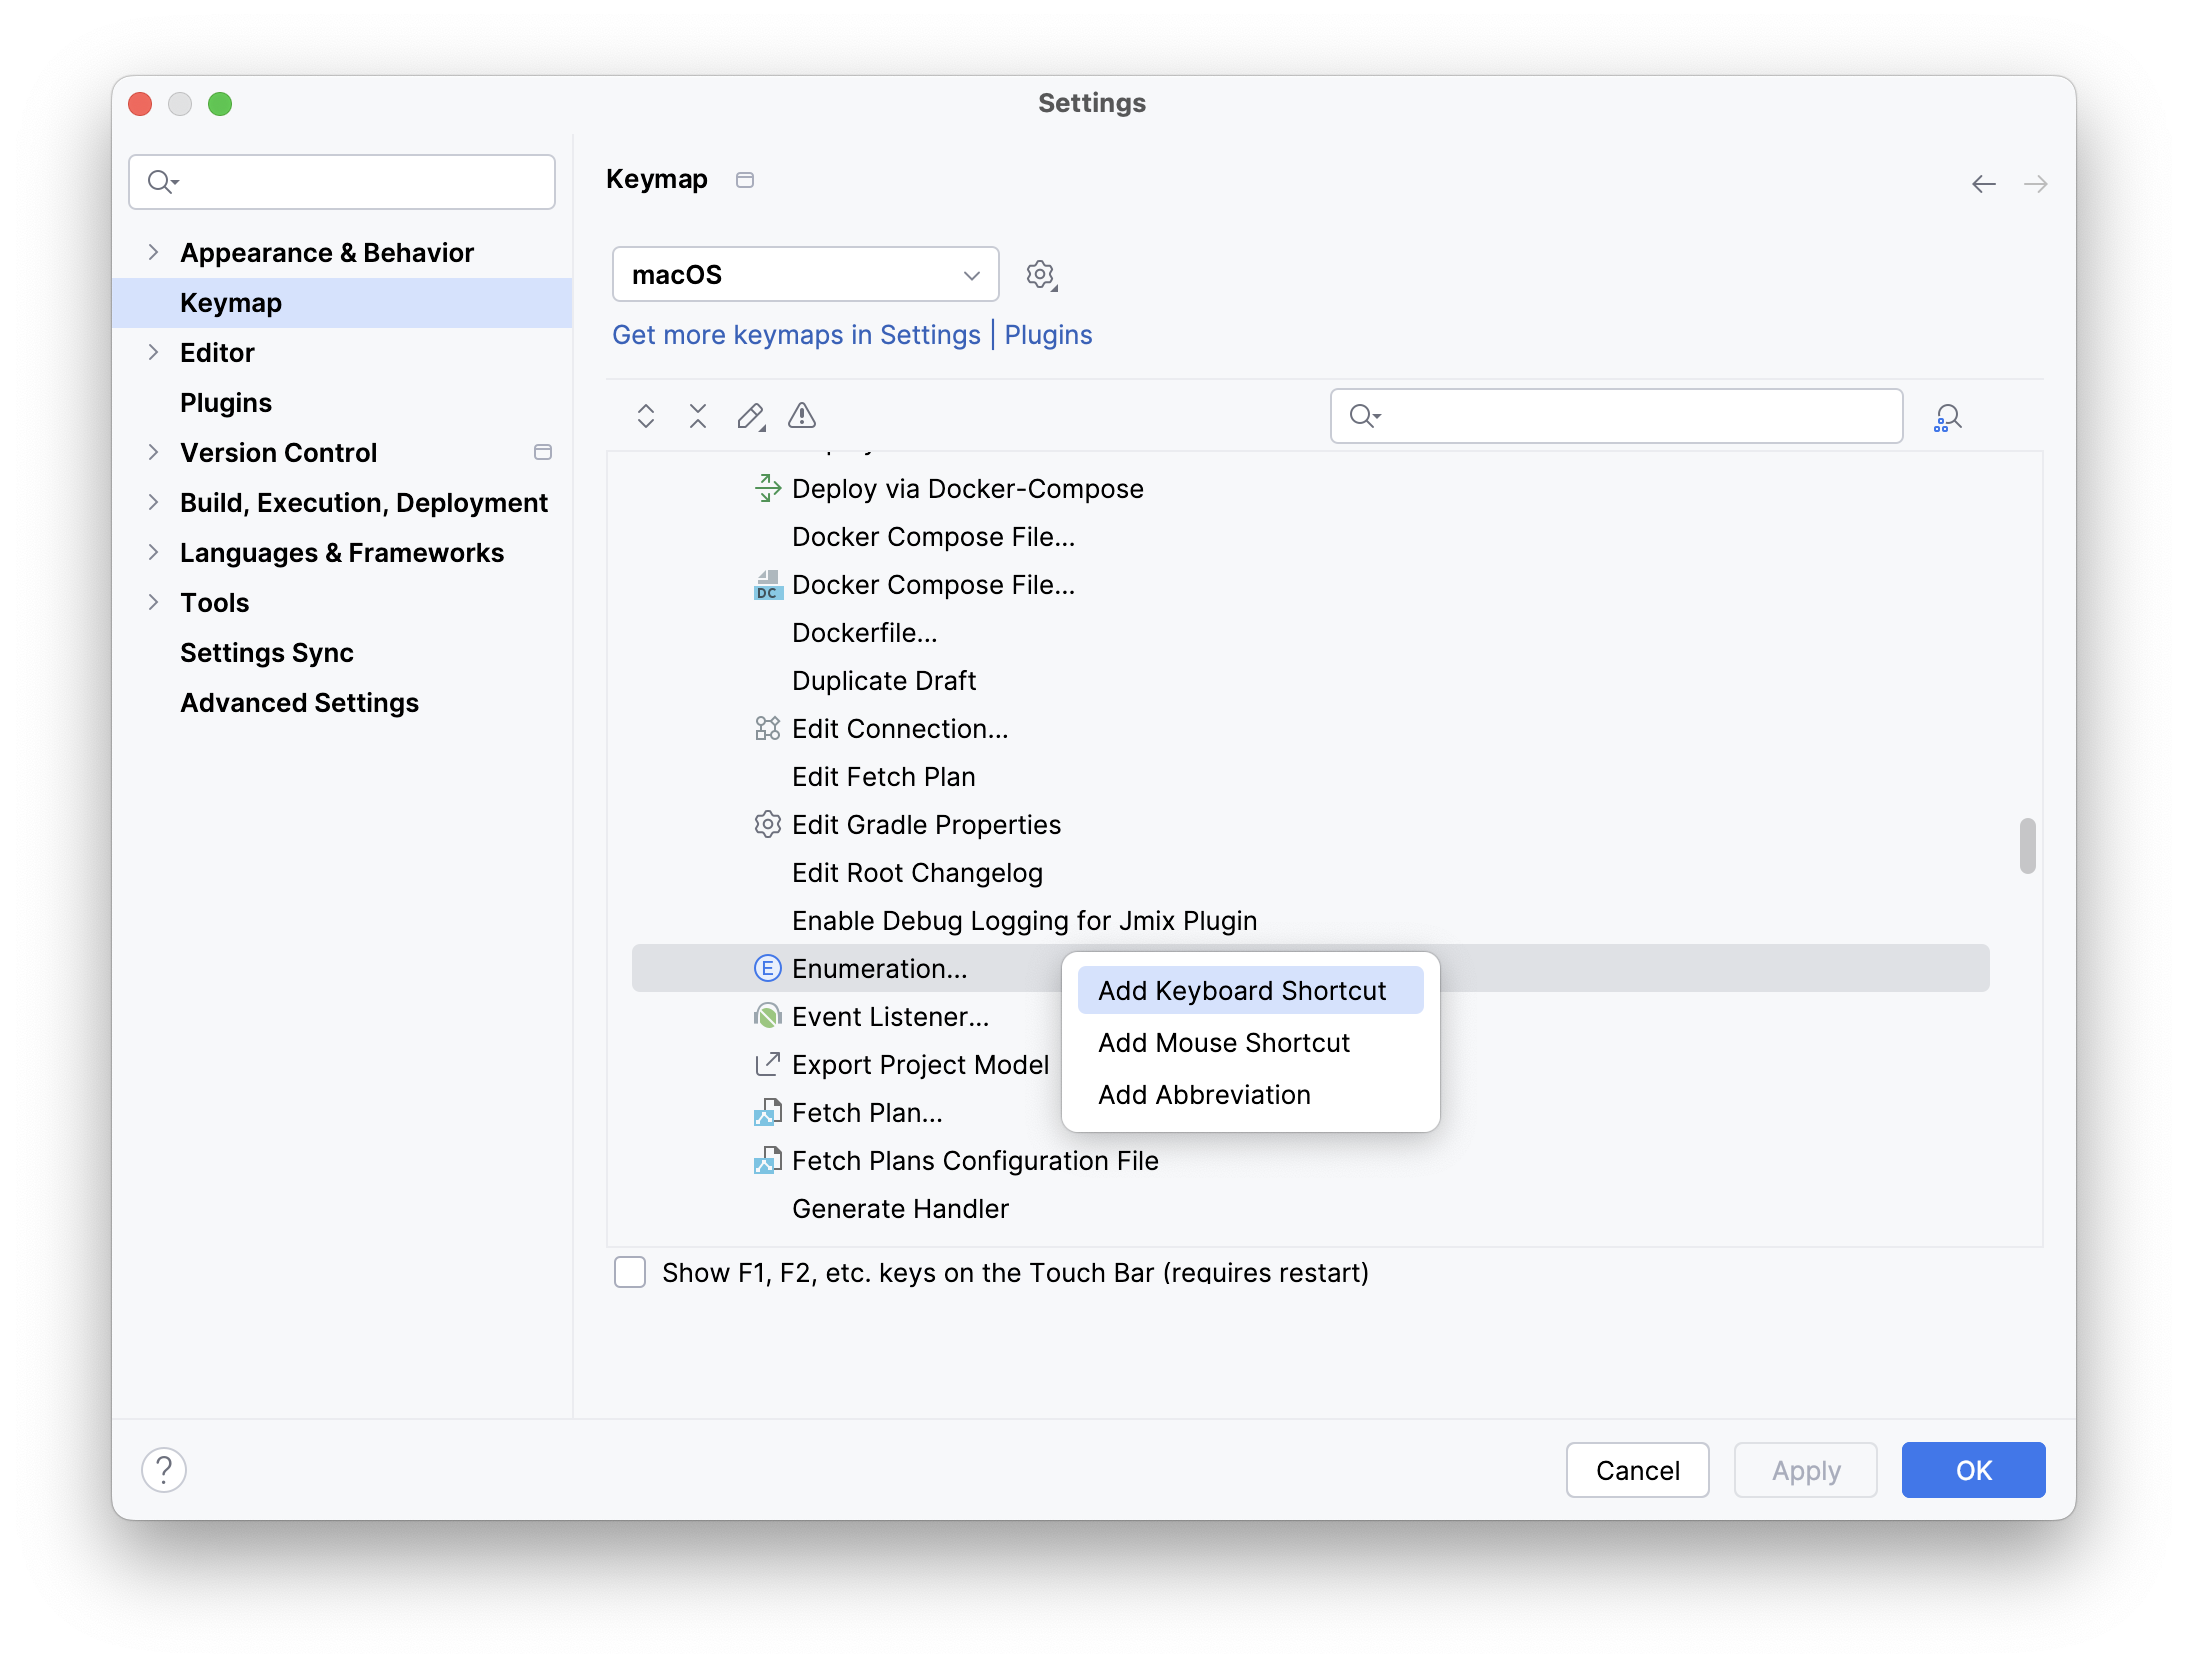 Settings
Keymap
Appearance & Behavior
Keymap
Editor
Plugins
Version Control
Build, Execution, Deployment
Languages & Frameworks
Tools
Settings Sync
Advanced Settings
macOS
Get more keymaps in Settings | Plugins
Deploy via Docker-Compose
Docker Compose File...
DC Docker Compose File...
Dockerfile...
Duplicate Draft
Edit Connection...
Edit Fetch Plan
Edit Gradle Properties
Edit Root Changelog
Enable Debug Logging for Jmix Plugin
E Enumeration...
Event Listener...
Export Project Model
Fetch Plan...
Fetch Plans Configuration File
Generate Handler
Add Keyboard Shortcut
Add Mouse Shortcut
Add Abbreviation
Show F1, F2, etc. keys on the Touch Bar (requires restart)
?
Cancel
Apply
OK